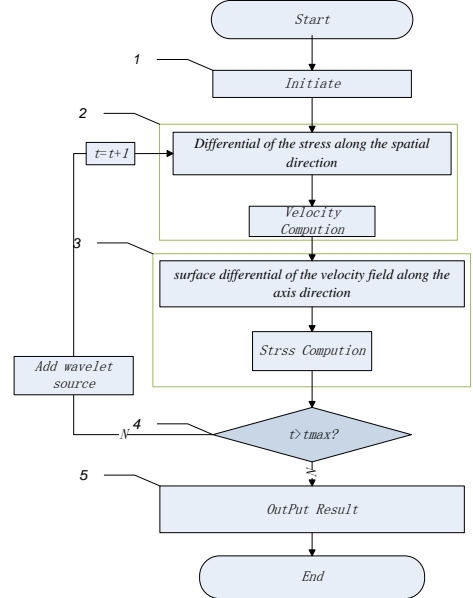 Start
1
Initiate
2
Differential of the stress along the spatial
direction
t=t+1
Velocity
Compution
3
surface differential of the velocity field along the
axis direction
Strss Compution
Add wavelet
source
4
N
t>tmax?
N
5
OutPut Result
End